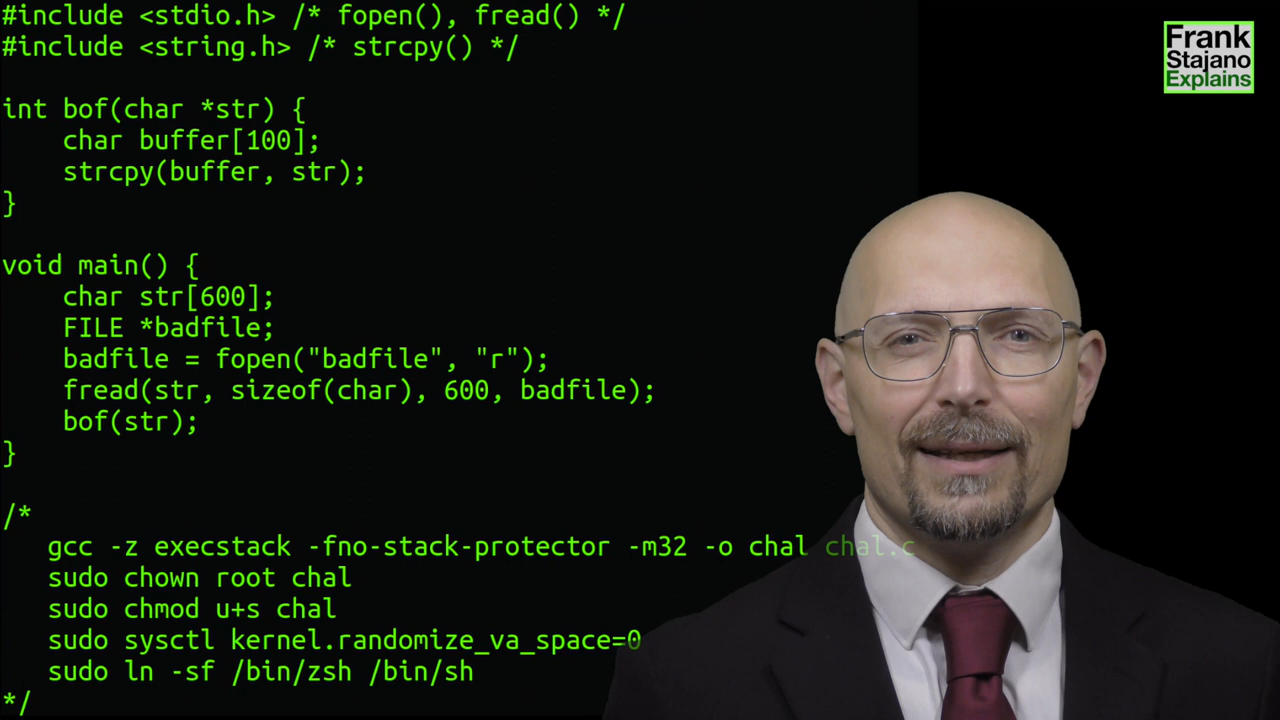 #include <stdio.h> /* fopen(), fread() */
#include <string.h> /* strcpy() */
int bof(char *str) {
    char buffer[100];
    strcpy(buffer, str);
}
void main() {
    char str[600];
    FILE *badfile;
    badfile = fopen("badfile", "r");
    fread(str, sizeof(char), 600, badfile);
    bof(str);
}
/*
   gcc -z execstack -fno-stack-protector -m32 -o chal chal.c
   sudo chown root chal
   sudo chmod u+s chal
   sudo sysctl kernel.randomize_va_space=0
   sudo ln -sf /bin/zsh /bin/sh
*/
Frank
Stajano
Explains